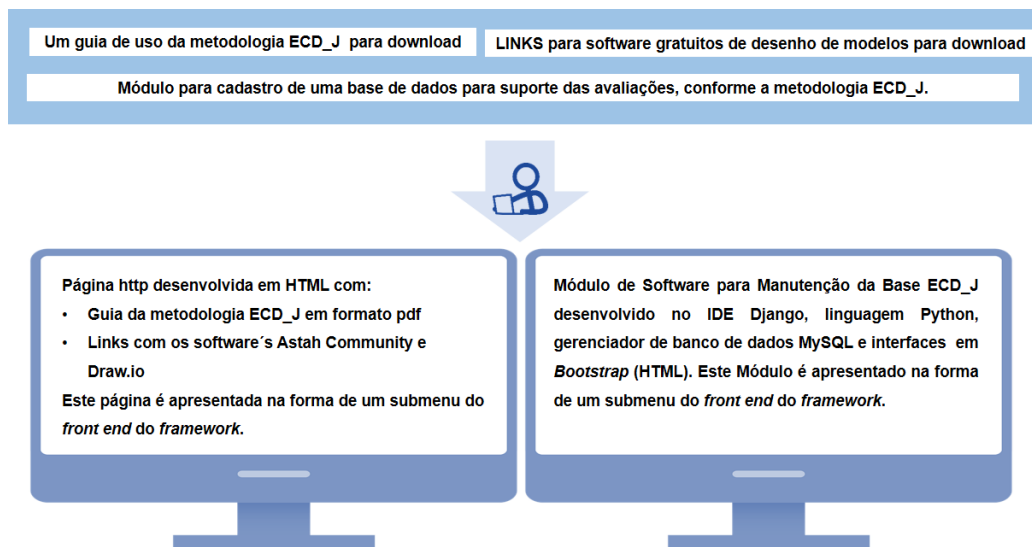 Um guia de uso da metodologia ECD_J para download
LINKS para software gratuitos de desenho de modelos para download
Módulo para cadastro de uma base de dados para suporte das avaliações, conforme a metodologia ECD_J.
Página http desenvolvida em HTML com:
• Guia da metodologia ECD_J em formato pdf
• Links com os software´s Astah Community e
Draw.io
Este página é apresentada na forma de um submenu do
front end do framework.
Módulo de Software para Manutenção da Base ECD_J
desenvolvido no IDE Django, linguagem Python,
gerenciador de banco de dados MySQL e interfaces em
Bootstrap (HTML). Este Módulo é apresentado na forma
de um submenu do front end do framework.